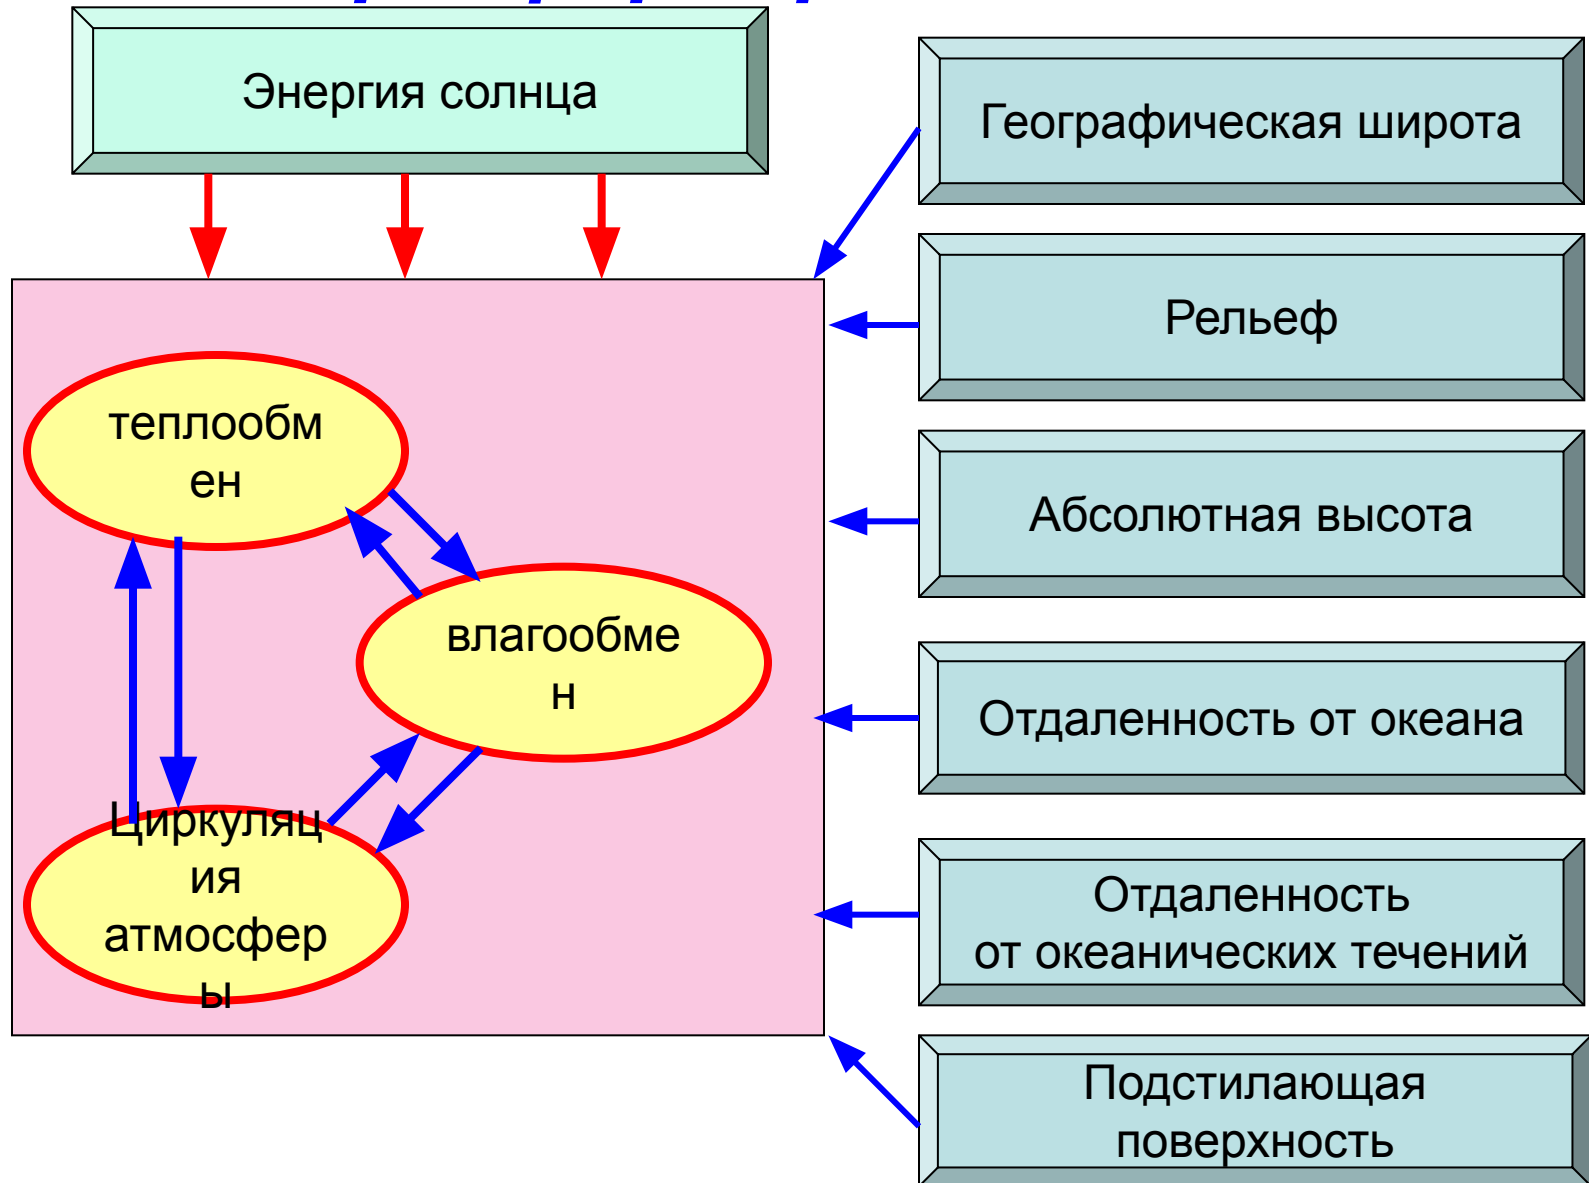 Энергия солнца
Географическая широта
Рельеф
Абсолютная высота
Отдаленность от океана
Отдаленность
от океанических течений
Подстилающая
поверхность
теплообм
ен
влагообме
н
Циркуляц
ия
атмосфер
ы